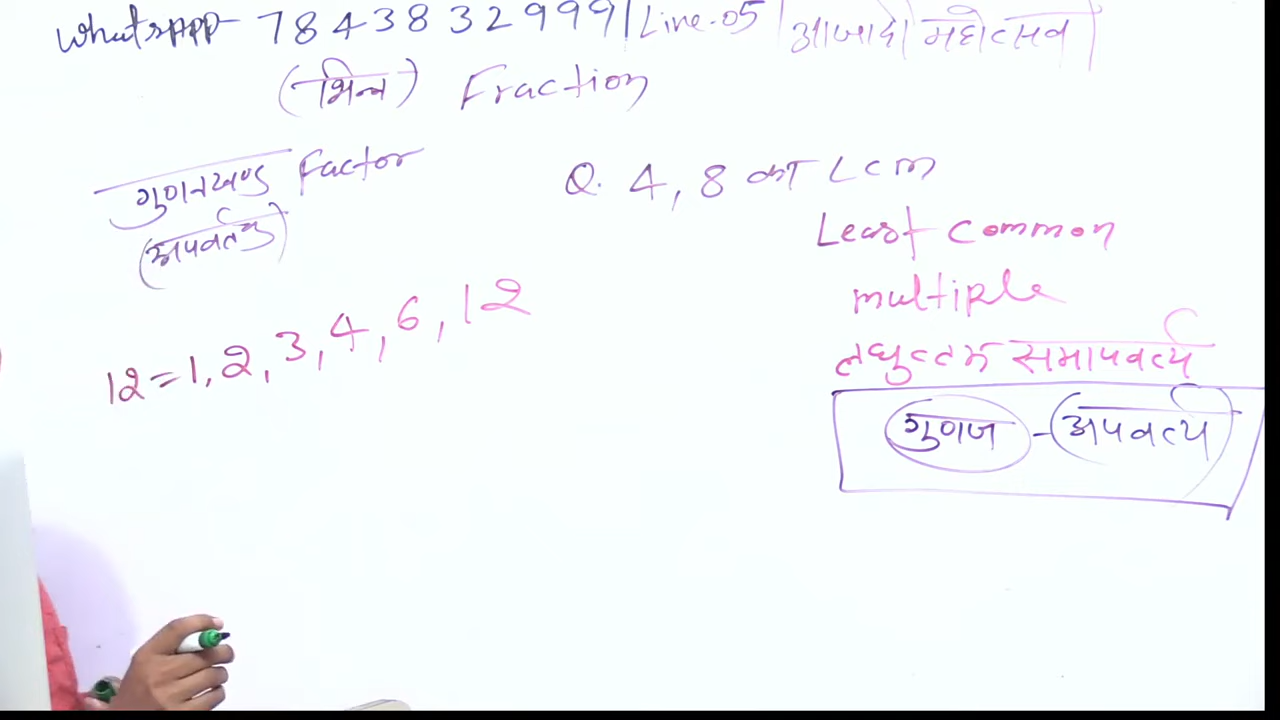 Whatsapp- 7843832999 | Line-05 | आजादी महोत्सव
(भिन्न) Fraction
गुणनखण्ड Factor
(अपवर्तक)
12=1, 2, 3, 4, 6, 12
Q. 4, 8 का LCM
Least common
multiple
लघुत्तम समापवर्त्य
गुणज - अपवर्त्य